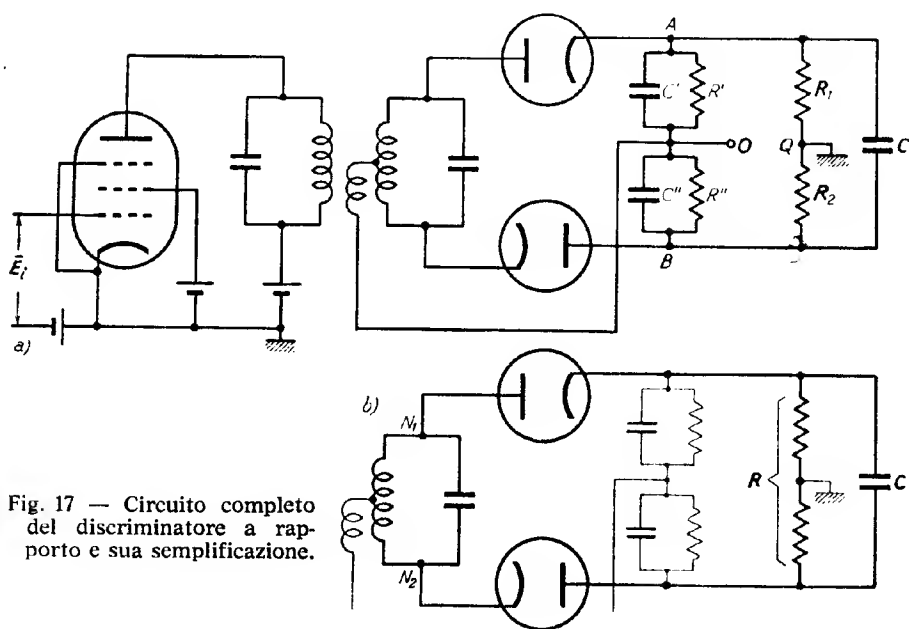 A
C'
R'
R₁
O
Q
C
C"
R"
R₂
B
Ēᵢ
a)
b)
N₁
R
C
N₂
Fig. 17 — Circuito completo
del discriminatore a rap-
porto e sua semplificazione.